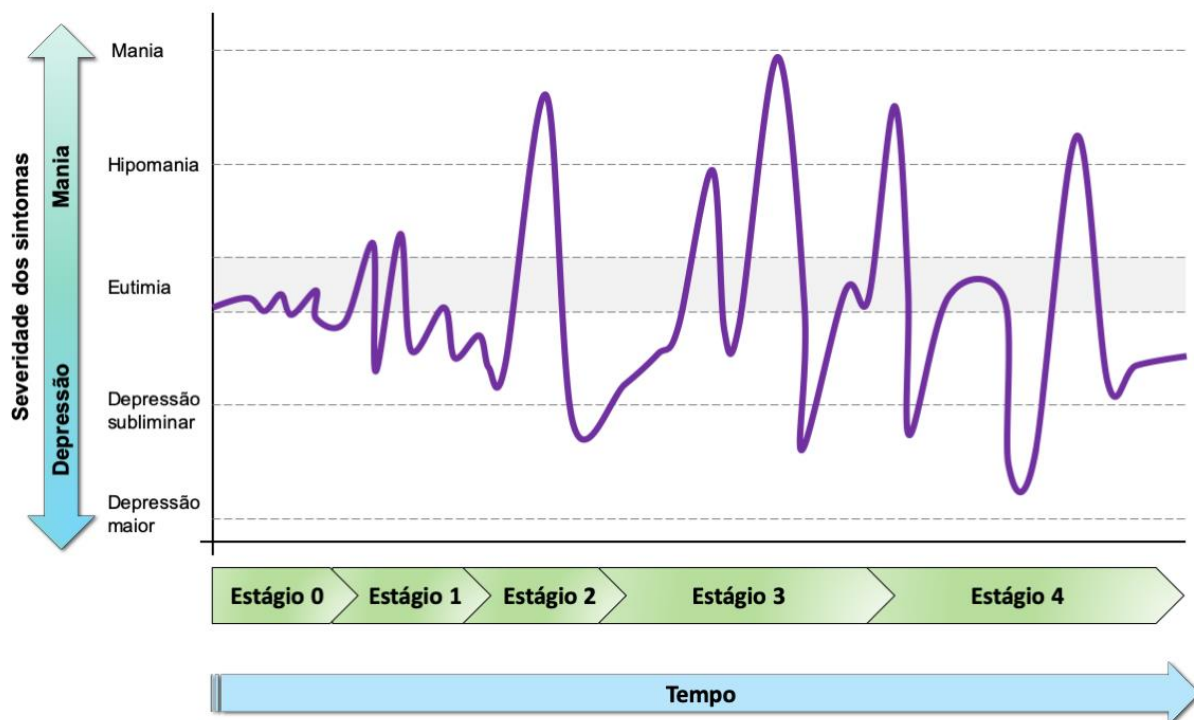 Severidade dos sintomas
Mania
Depressão
Mania
Hipomania
Eutimia
Depressão
subliminar
Depressão
maior
Estágio 0
Estágio 1
Estágio 2
Estágio 3
Estágio 4
Tempo